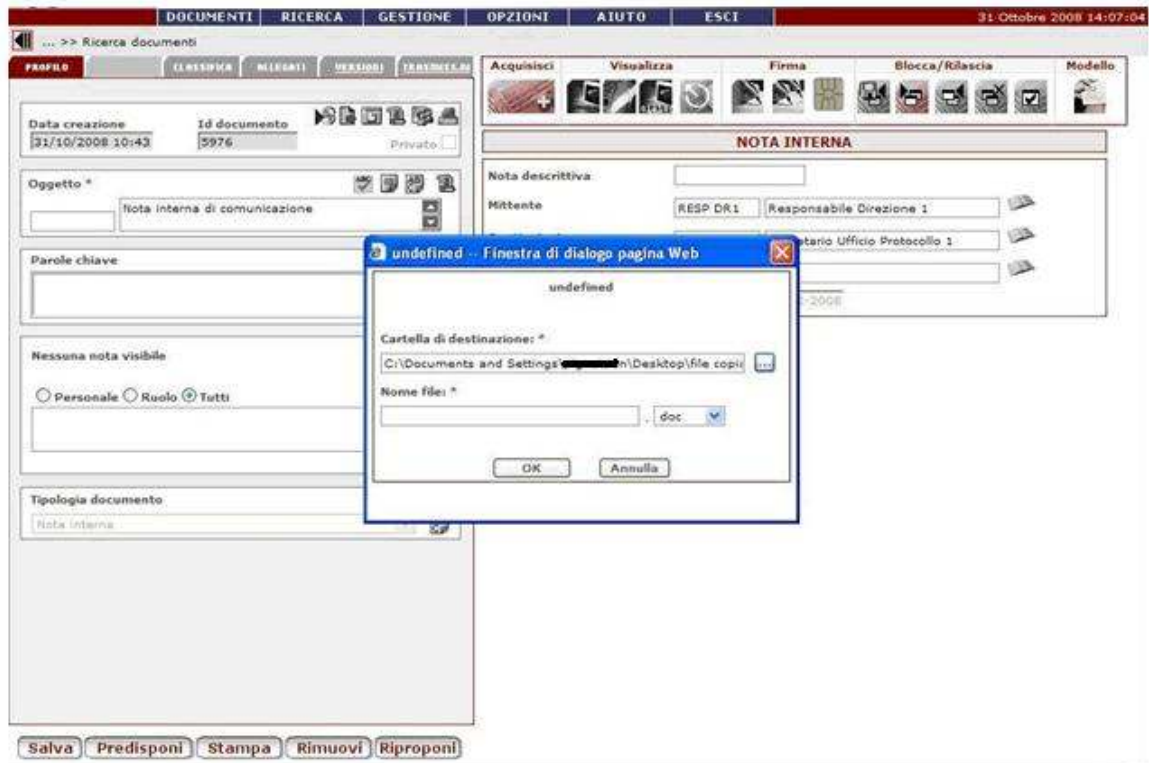 DOCUMENTI RICERCA GESTIONE OPZIONI AIUTO ESCI 31 Ottobre 2008 14:07:04
... >> Ricerca documenti
PROFILO CLASSIFICA ALLEGATI VERSIONI
Acquisisci Visualizza Firma Blocca/Rilascia Modello
Data creazione Id documento
31/10/2008 10:43 5976 Privato
NOTA INTERNA
Oggetto *
Nota interna di comunicazione
Nota descrittiva
Mittente RESP DR1 Responsabile Direzione 1
Ufficio Protocollo 1
-2008
Parole chiave
undefined -- Finestra di dialogo pagina Web
undefined
Cartella di destinazione: *
C:\Documents and Settings\ \Desktop\file copi ...
Nome file: *
. doc
OK Annulla
Nessuna nota visibile
Personale Ruolo Tutti
Tipologia documento
Nota interna
Salva Predisponi Stampa Rimuovi Riproponi